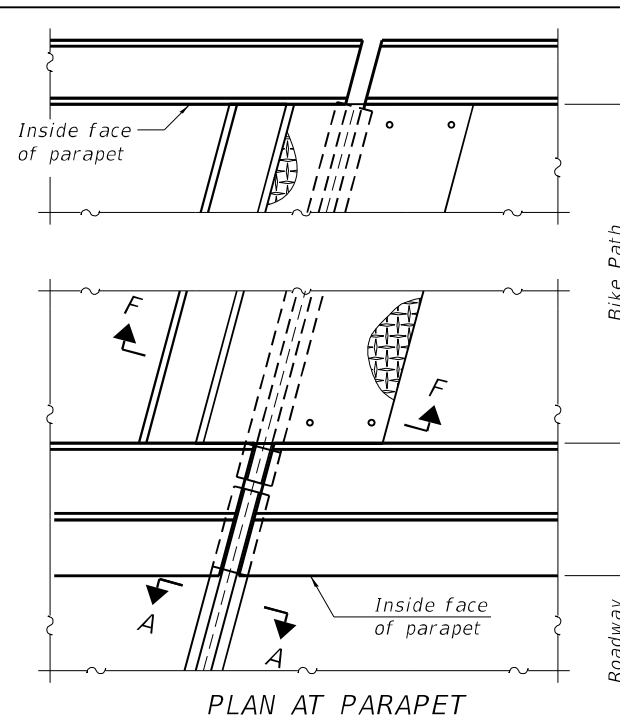 Inside face
of parapet
Bike Path
F
F
A
A
Inside face
of parapet
Roadway
PLAN AT PARAPET